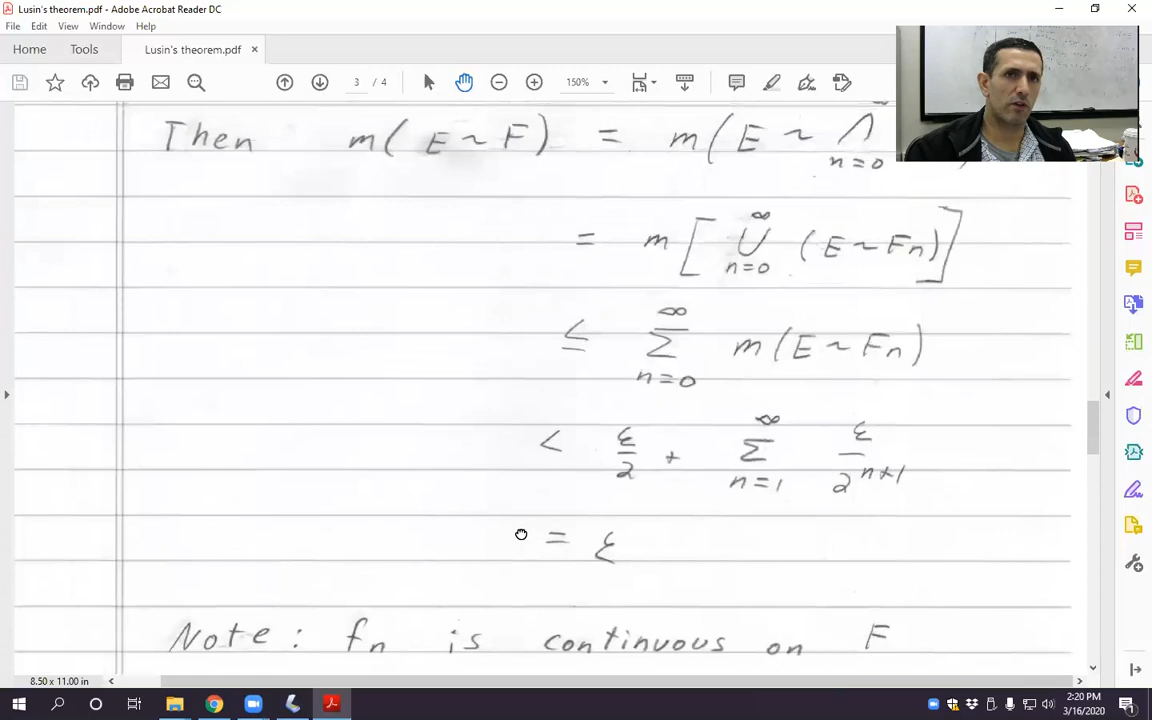 Lusin's theorem.pdf - Adobe Acrobat Reader DC
File Edit View Window Help
Home Tools Lusin's theorem.pdf ×
3 / 4 150%
Then m( E ~ F ) = m( E ~ ⋂
n=0
= m [ ∞ ⋃ n=0 ( E ~ Fn) ]
≤ ∞ Σ n=0 m( E ~ Fn )
< ε/2 + ∞ Σ n=1 ε/2^{n+1}
= ε
Note: fn is continuous on F
8.50 x 11.00 in
2:20 PM
3/16/2020